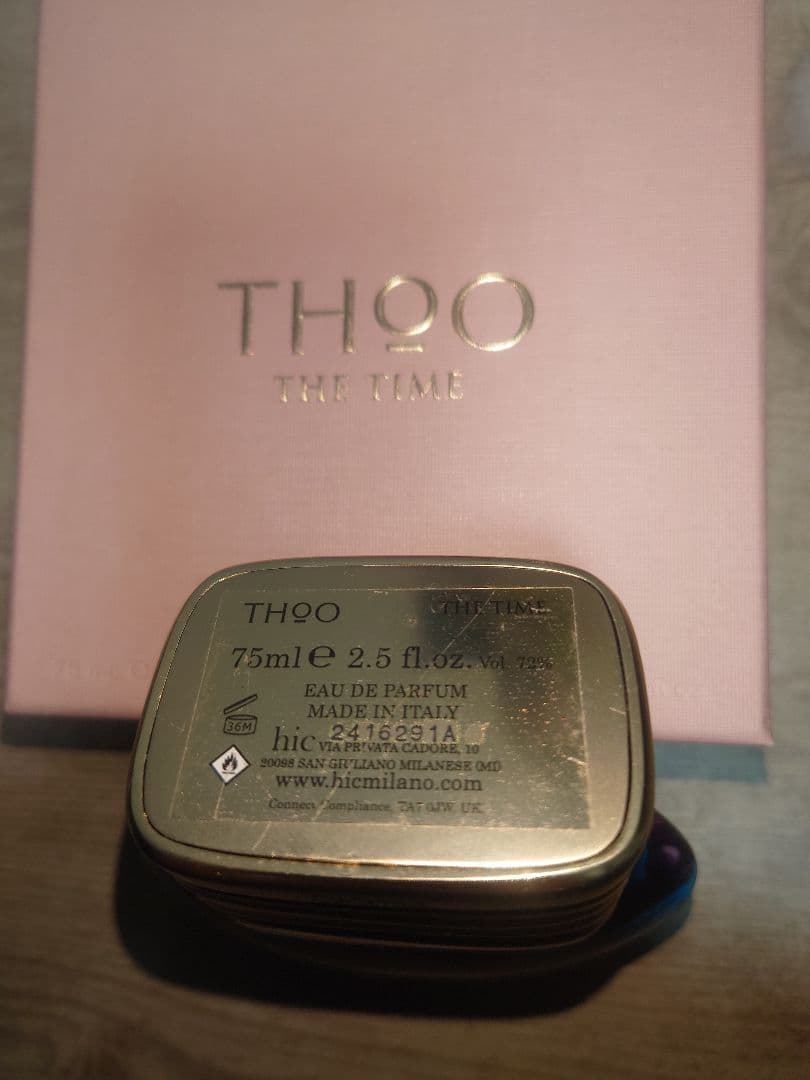 THOO
THE TIME
THOO THE TIME
75ml e 2.5 fl.oz. Vol 72%
EAU DE PARFUM
MADE IN ITALY
36M
2416291A
hic VIA PRIVATA CADORE, 10
20098 SAN GIULIANO MILANESE (MI)
www.hicmilano.com
Connect Compliance, TA7 0JW, UK